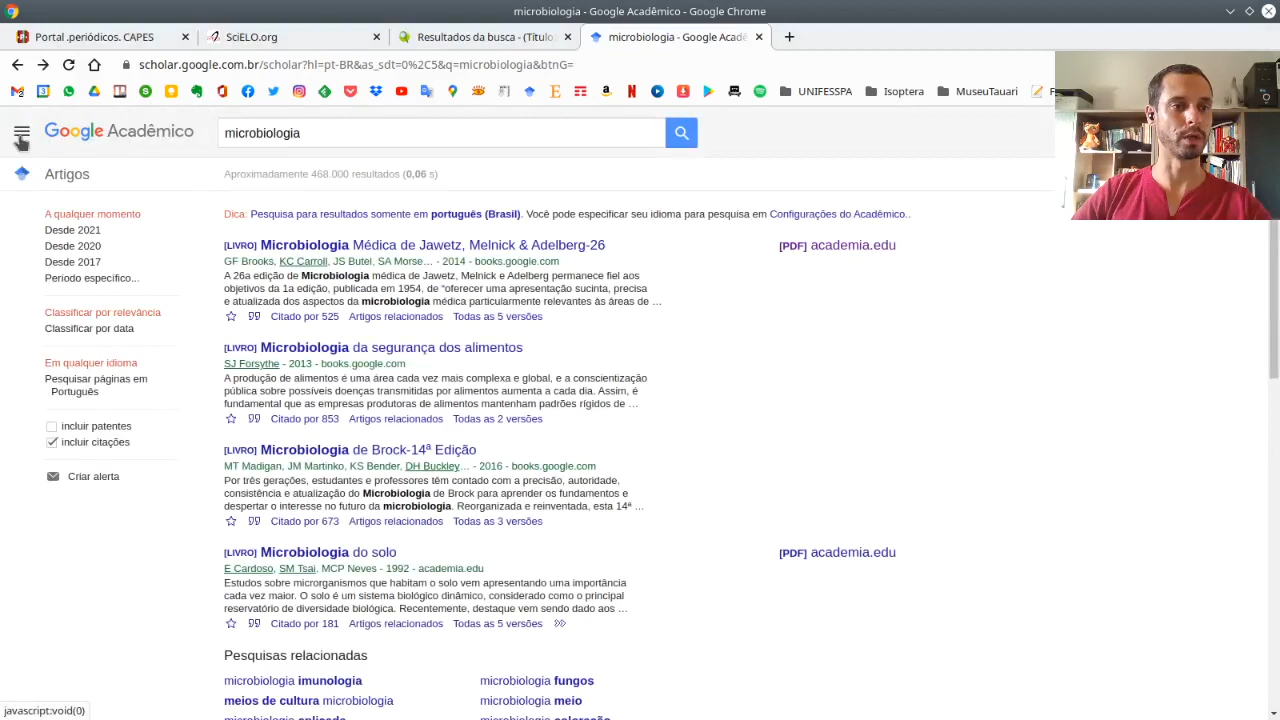 microbiologia - Google Acadêmico - Google Chrome
Portal .periódicos. CAPES
SciELO.org
Resultados da busca - (Título:
microbiologia - Google Acadê
scholar.google.com.br/scholar?hl=pt-BR&as_sdt=0%2C5&q=microbiologia&btnG=
UNIFESSPA
Isoptera
MuseuTauari
Google Acadêmico
microbiologia
Artigos
Aproximadamente 468.000 resultados (0,06 s)
A qualquer momento
Desde 2021
Desde 2020
Desde 2017
Período específico...
Classificar por relevância
Classificar por data
Em qualquer idioma
Pesquisar páginas em
Português
incluir patentes
incluir citações
Criar alerta
Dica: Pesquisa para resultados somente em português (Brasil). Você pode especificar seu idioma para pesquisa em Configurações do Acadêmico..
[LIVRO] Microbiologia Médica de Jawetz, Melnick & Adelberg-26
[PDF] academia.edu
GF Brooks, KC Carroll, JS Butel, SA Morse… - 2014 - books.google.com
A 26a edição de Microbiologia médica de Jawetz, Melnick e Adelberg permanece fiel aos
objetivos da 1a edição, publicada em 1954, de "oferecer uma apresentação sucinta, precisa
e atualizada dos aspectos da microbiologia médica particularmente relevantes às áreas de …
Citado por 525 Artigos relacionados Todas as 5 versões
[LIVRO] Microbiologia da segurança dos alimentos
SJ Forsythe - 2013 - books.google.com
A produção de alimentos é uma área cada vez mais complexa e global, e a conscientização
pública sobre possíveis doenças transmitidas por alimentos aumenta a cada dia. Assim, é
fundamental que as empresas produtoras de alimentos mantenham padrões rígidos de …
Citado por 853 Artigos relacionados Todas as 2 versões
[LIVRO] Microbiologia de Brock-14ª Edição
MT Madigan, JM Martinko, KS Bender, DH Buckley… - 2016 - books.google.com
Por três gerações, estudantes e professores têm contado com a precisão, autoridade,
consistência e atualização do Microbiologia de Brock para aprender os fundamentos e
despertar o interesse no futuro da microbiologia. Reorganizada e reinventada, esta 14ª …
Citado por 673 Artigos relacionados Todas as 3 versões
[LIVRO] Microbiologia do solo
[PDF] academia.edu
E Cardoso, SM Tsai, MCP Neves - 1992 - academia.edu
Estudos sobre microrganismos que habitam o solo vem apresentando uma importância
cada vez maior. O solo é um sistema biológico dinâmico, considerado como o principal
reservatório de diversidade biológica. Recentemente, destaque vem sendo dado aos …
Citado por 181 Artigos relacionados Todas as 5 versões
Pesquisas relacionadas
microbiologia imunologia
microbiologia fungos
meios de cultura microbiologia
microbiologia meio
microbiologia aplicada
microbiologia coloração
javascript:void(0)